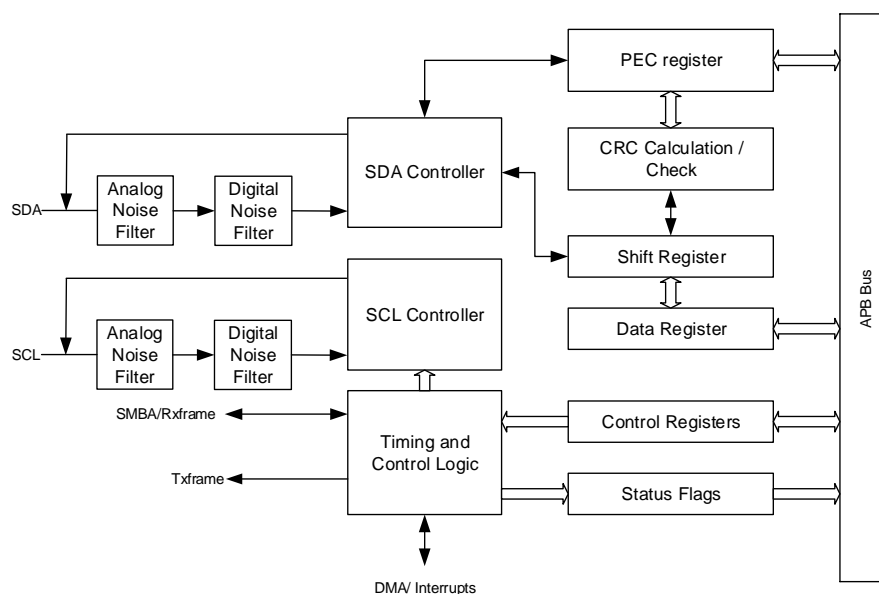 PEC register
CRC Calculation /
Check
SDA Controller
Analog
Noise
Filter
Digital
Noise
Filter
SDA
Shift Register
SCL Controller
Data Register
APB Bus
Analog
Noise
Filter
Digital
Noise
Filter
SCL
SMBA/Rxframe
Timing and
Control Logic
Control Registers
Txframe
Status Flags
DMA/ Interrupts